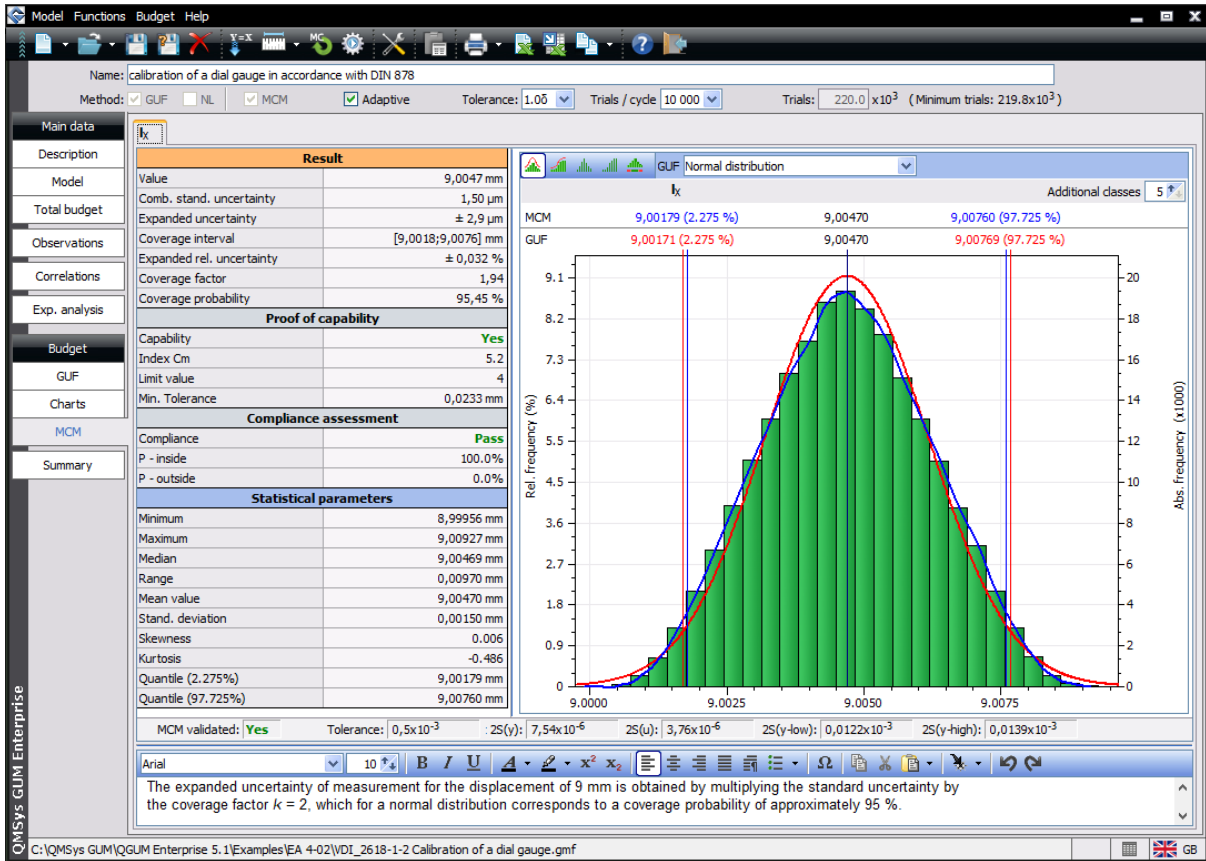 Model Functions Budget Help
Name: calibration of a dial gauge in accordance with DIN 878
Method: GUF NL MCM Adaptive Tolerance: 1.0δ Trials / cycle 10 000 Trials: 220.0 x10³ (Minimum trials: 219.8x10³)
Main data
Description
Model
Total budget
Observations
Correlations
Exp. analysis
Budget
GUF
Charts
MCM
Summary
QMSys GUM Enterprise
lX
Result
Value 9,0047 mm
Comb. stand. uncertainty 1,50 µm
Expanded uncertainty ± 2,9 µm
Coverage interval [9,0018;9,0076] mm
Expanded rel. uncertainty ± 0,032 %
Coverage factor 1,94
Coverage probability 95,45 %
Proof of capability
Capability Yes
Index Cm 5.2
Limit value 4
Min. Tolerance 0,0233 mm
Compliance assessment
Compliance Pass
P - inside 100.0%
P - outside 0.0%
Statistical parameters
Minimum 8,99956 mm
Maximum 9,00927 mm
Median 9,00469 mm
Range 0,00970 mm
Mean value 9,00470 mm
Stand. deviation 0,00150 mm
Skewness 0.006
Kurtosis -0.486
Quantile (2.275%) 9,00179 mm
Quantile (97.725%) 9,00760 mm
GUF Normal distribution
lX Additional classes 5
MCM 9,00179 (2.275 %) 9,00470 9,00760 (97.725 %)
GUF 9,00171 (2.275 %) 9,00470 9,00769 (97.725 %)
Rel. frequency (%)
9.1
8.2
7.3
6.4
5.5
4.5
3.6
2.7
1.8
0.9
0
9.0000 9.0025 9.0050 9.0075
20
18
16
14
12
10
8
6
4
2
0
Abs. frequency (x1000)
MCM validated: Yes Tolerance: 0,5x10⁻³ : 2S(y): 7,54x10⁻⁶ 2S(u): 3,76x10⁻⁶ 2S(y-low): 0,0122x10⁻³ 2S(y-high): 0,0139x10⁻³
Arial 10 B I U A x² x₂ Ω
The expanded uncertainty of measurement for the displacement of 9 mm is obtained by multiplying the standard uncertainty by
the coverage factor k = 2, which for a normal distribution corresponds to a coverage probability of approximately 95 %.
C:\QMSys GUM\QGUM Enterprise 5.1\Examples\EA 4-02\VDI_2618-1-2 Calibration of a dial gauge.gmf GB